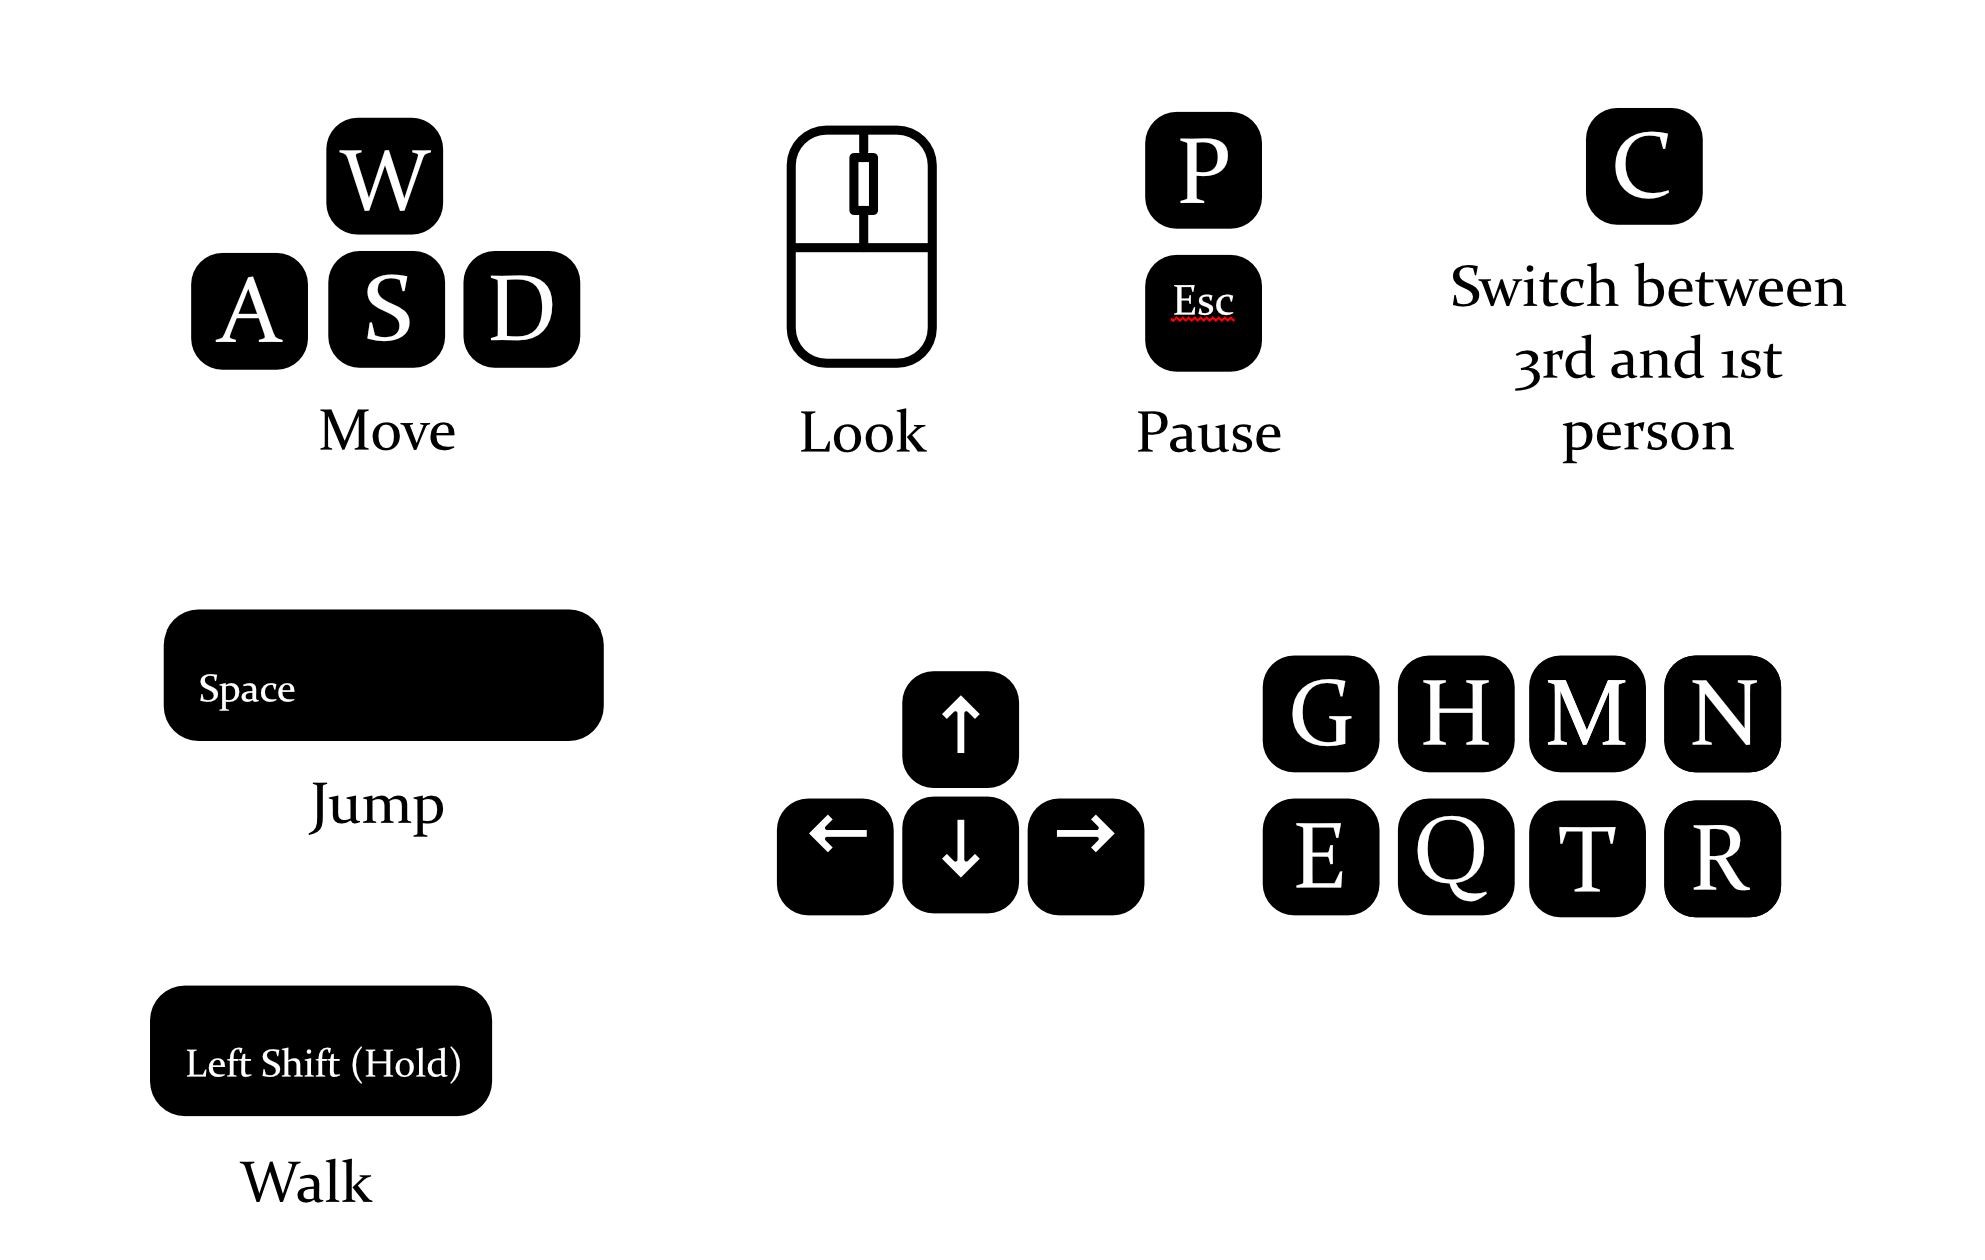 W
A S D
Move
Look
P
Esc
Pause
C
Switch between
3rd and 1st
person
Space
Jump
↑
← ↓ →
G H M N
E Q T R
Left Shift (Hold)
Walk